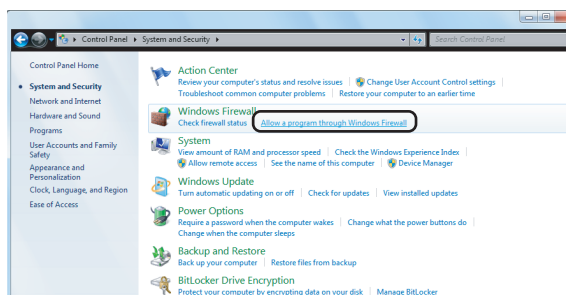 Control Panel ▸ System and Security ▸
Search Control Panel
Control Panel Home
System and Security
Network and Internet
Hardware and Sound
Programs
User Accounts and Family
Safety
Appearance and
Personalization
Clock, Language, and Region
Ease of Access
Action Center
Review your computer's status and resolve issues
Change User Account Control settings
Troubleshoot common computer problems
Restore your computer to an earlier time
Windows Firewall
Check firewall status
Allow a program through Windows Firewall
System
View amount of RAM and processor speed
Check the Windows Experience Index
Allow remote access
See the name of this computer
Device Manager
Windows Update
Turn automatic updating on or off
Check for updates
View installed updates
Power Options
Require a password when the computer wakes
Change what the power buttons do
Change when the computer sleeps
Backup and Restore
Back up your computer
Restore files from backup
BitLocker Drive Encryption
Protect your computer by encrypting data on your disk
Manage BitLocker